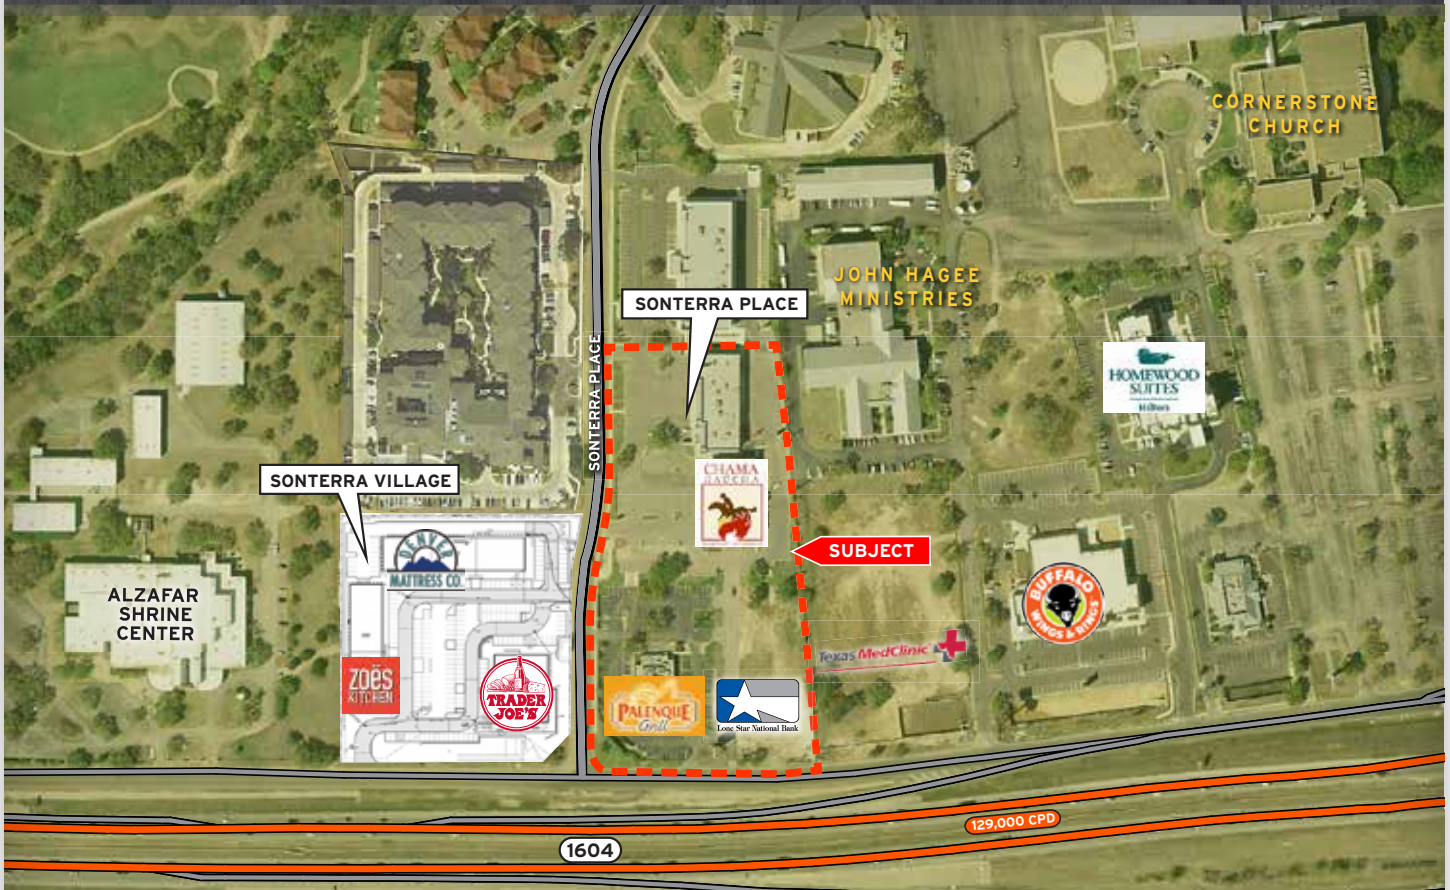 CORNERSTONE
CHURCH
JOHN HAGEE
MINISTRIES
SONTERRA PLACE
SONTERRA PLACE
HOMEWOOD
SUITES
Hilton
CHAMA
GAUCHA
SONTERRA VILLAGE
DENVER
MATTRESS CO.
SUBJECT
ALZAFAR
SHRINE
CENTER
BUFFALO
WINGS & RINGS
Texas MedClinic
zoës
KITCHEN
TRADER
JOE'S
PALENQUE
Grill
Lone Star National Bank
129,000 CPD
1604